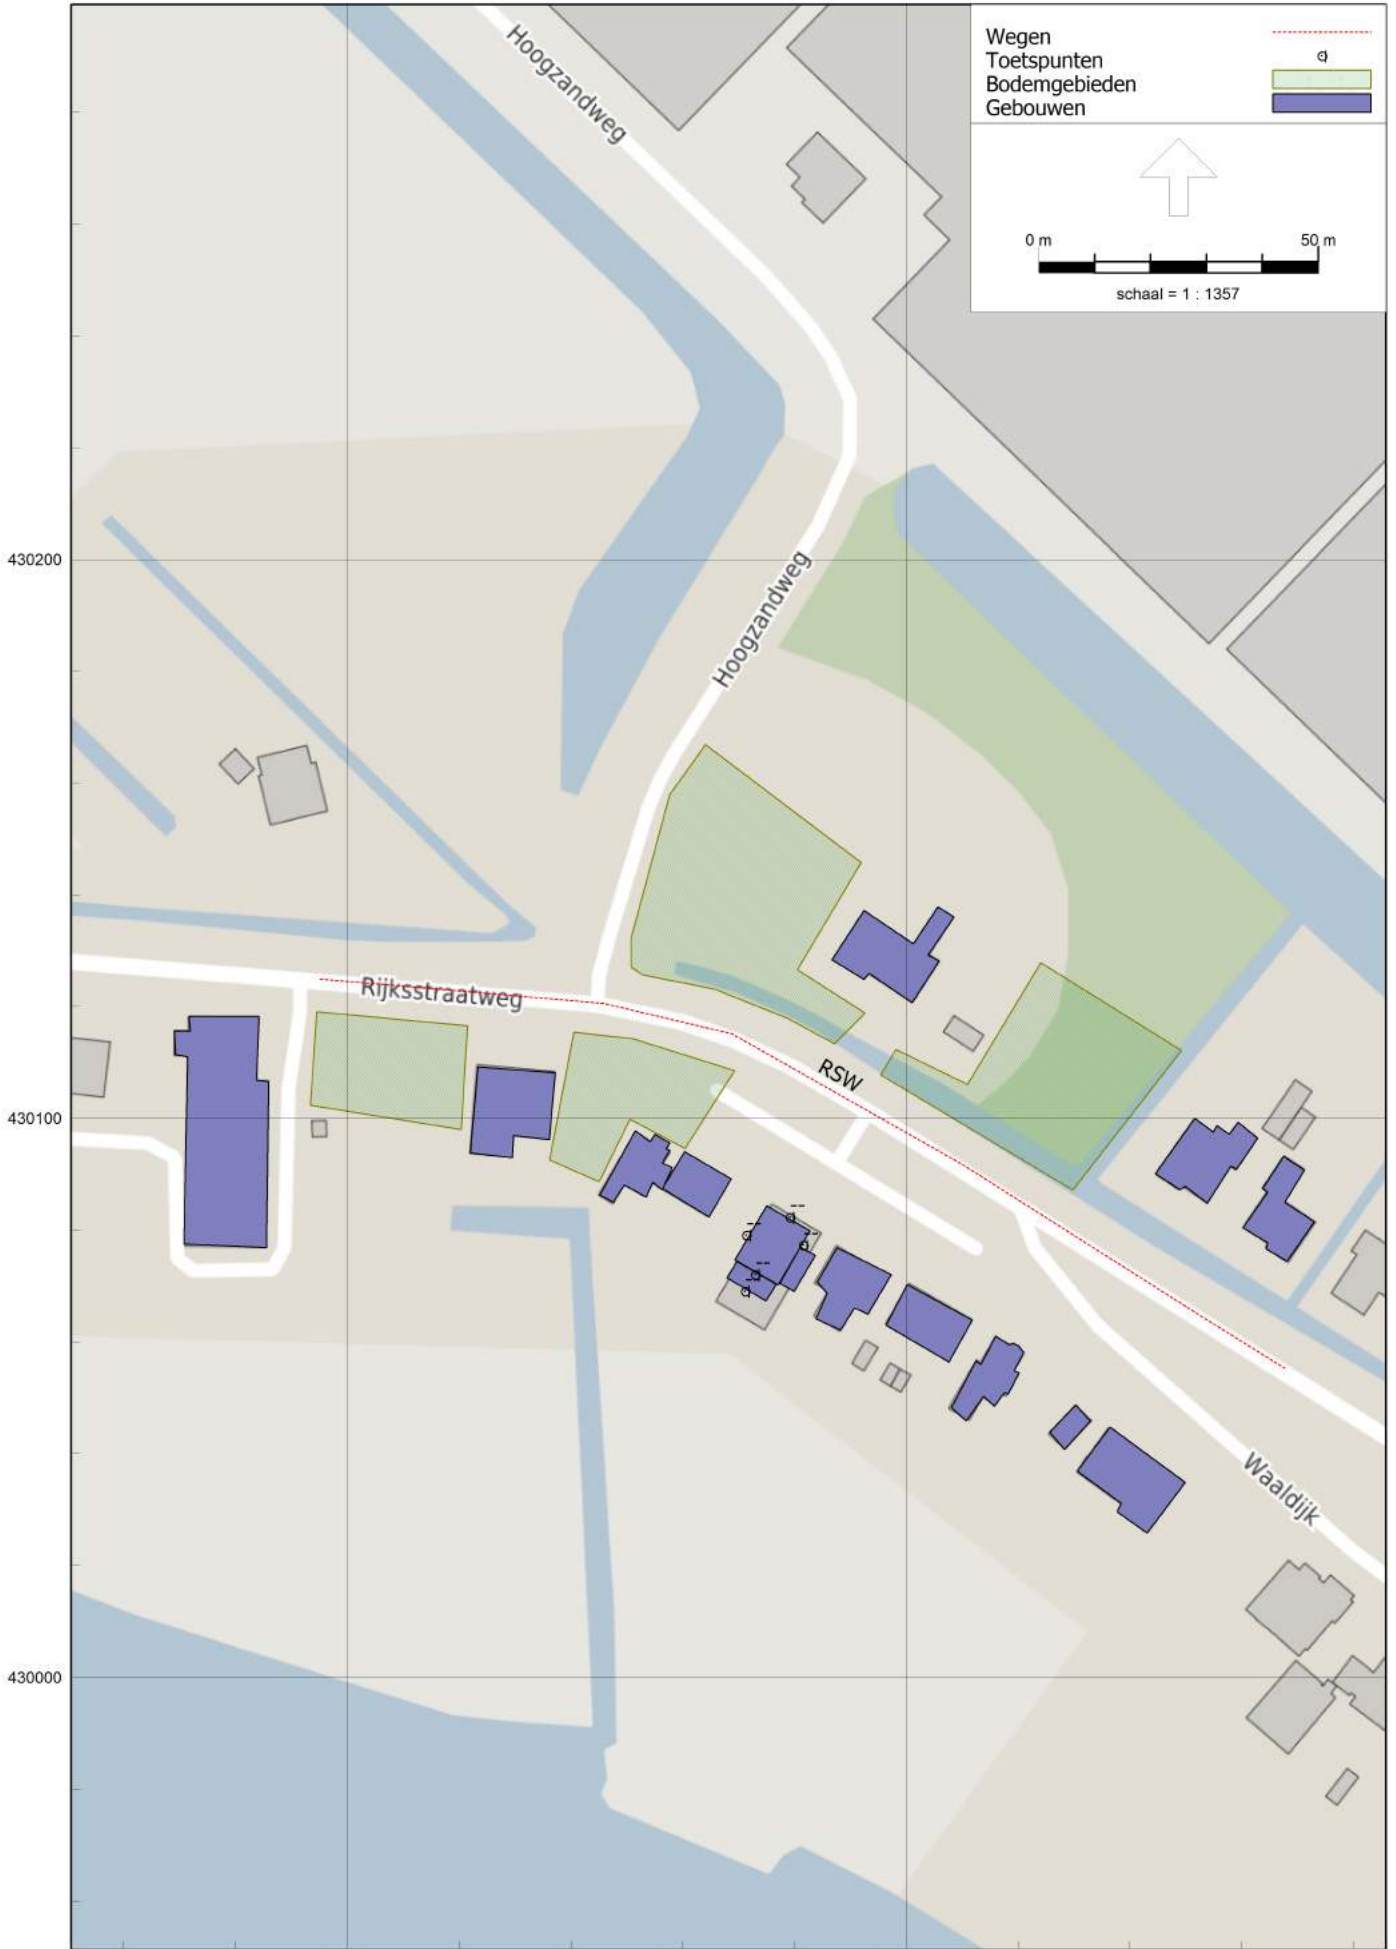 Hoogzandweg
Wegen
Toetspunten
Bodemgebieden
Gebouwen
0 m 50 m
schaal = 1 : 1357
430200
Hoogzandweg
Rijksstraatweg
RSW
430100
Waaldijk
430000